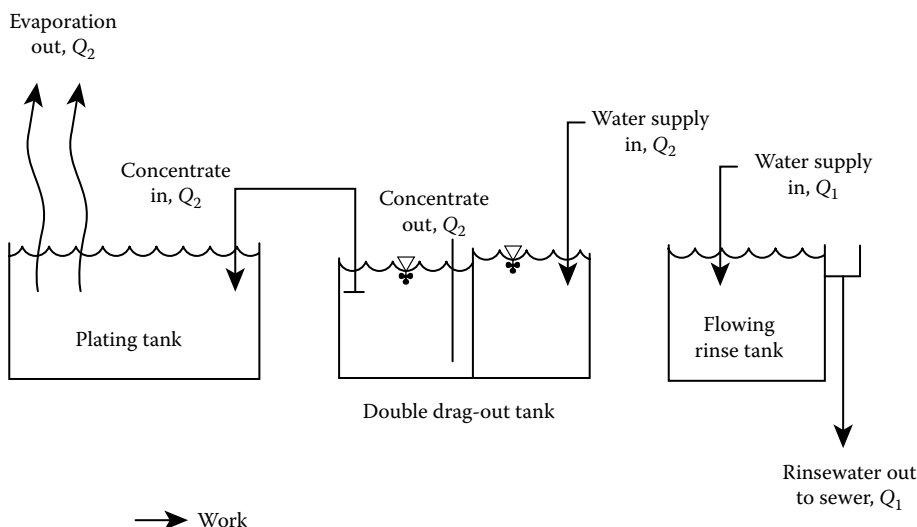 Evaporation
out, Q2
Concentrate
in, Q2
Concentrate
out, Q2
Water supply
in, Q2
Water supply
in, Q1
Plating tank
Flowing
rinse tank
Double drag-out tank
Rinsewater out
to sewer, Q1
Work